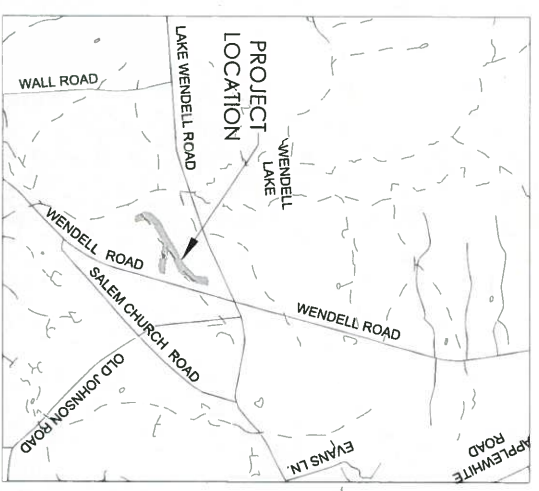 PROJECT
LOCATION
LAKE WENDELL ROAD
WALL ROAD
WENDELL
LAKE
WENDELL ROAD
SALEM CHURCH ROAD
WENDELL ROAD
OLD JOHNSON ROAD
EVANS LN.
APPLEWHITE
ROAD